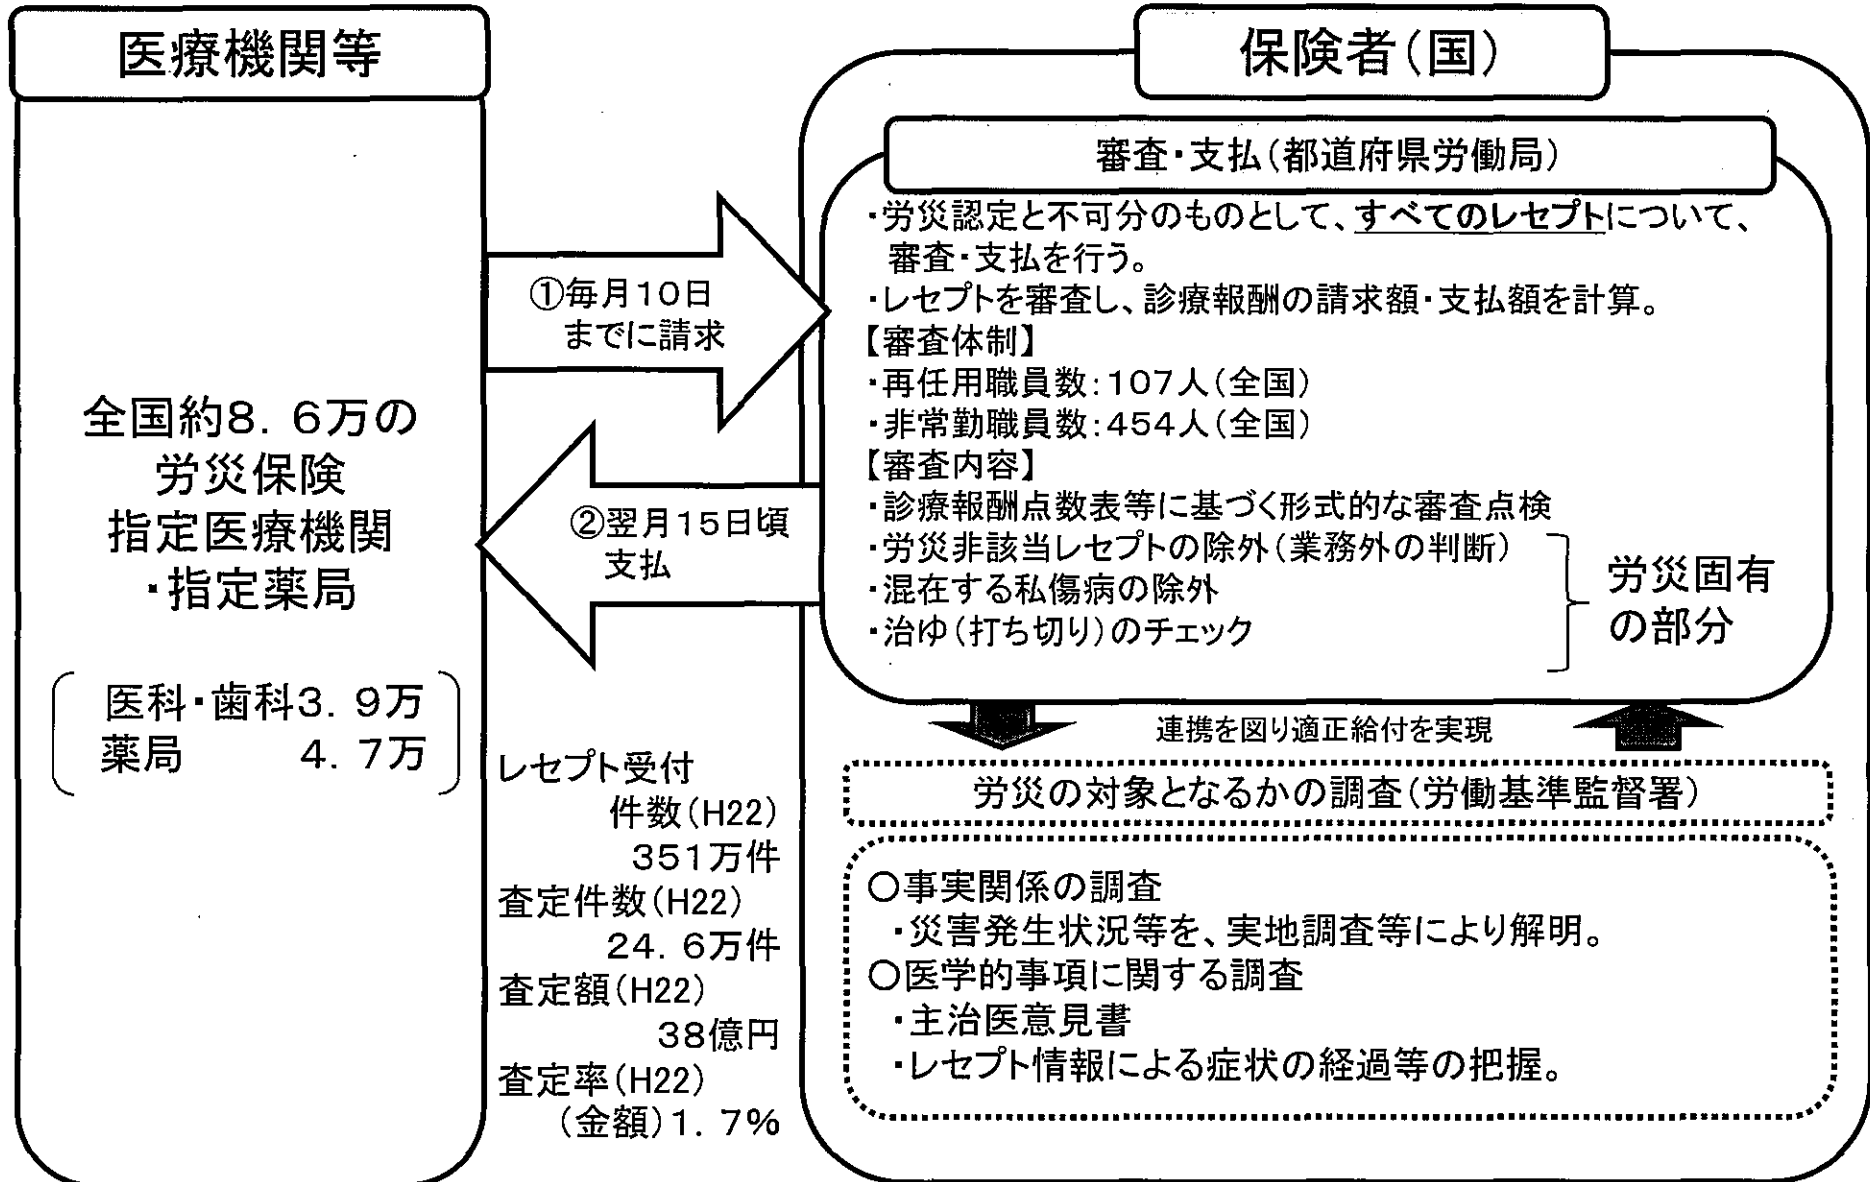 医療機関等
全国約8．6万の
労災保険
指定医療機関
・指定薬局
医科・歯科3．9万
薬局　　　4．7万
①毎月10日
までに請求
②翌月15日頃
支払
レセプト受付
件数（H22）
351万件
査定件数（H22）
24．6万件
査定額（H22）
38億円
査定率（H22）
（金額）1．7％
保険者（国）
審査・支払（都道府県労働局）
・労災認定と不可分のものとして、すべてのレセプトについて、
審査・支払を行う。
・レセプトを審査し、診療報酬の請求額・支払額を計算。
【審査体制】
・再任用職員数：107人（全国）
・非常勤職員数：454人（全国）
【審査内容】
・診療報酬点数表等に基づく形式的な審査点検
・労災非該当レセプトの除外（業務外の判断）
・混在する私傷病の除外
・治ゆ（打ち切り）のチェック
労災固有
の部分
連携を図り適正給付を実現
労災の対象となるかの調査（労働基準監督署）
○事実関係の調査
・災害発生状況等を、実地調査等により解明。
○医学的事項に関する調査
・主治医意見書
・レセプト情報による症状の経過等の把握。